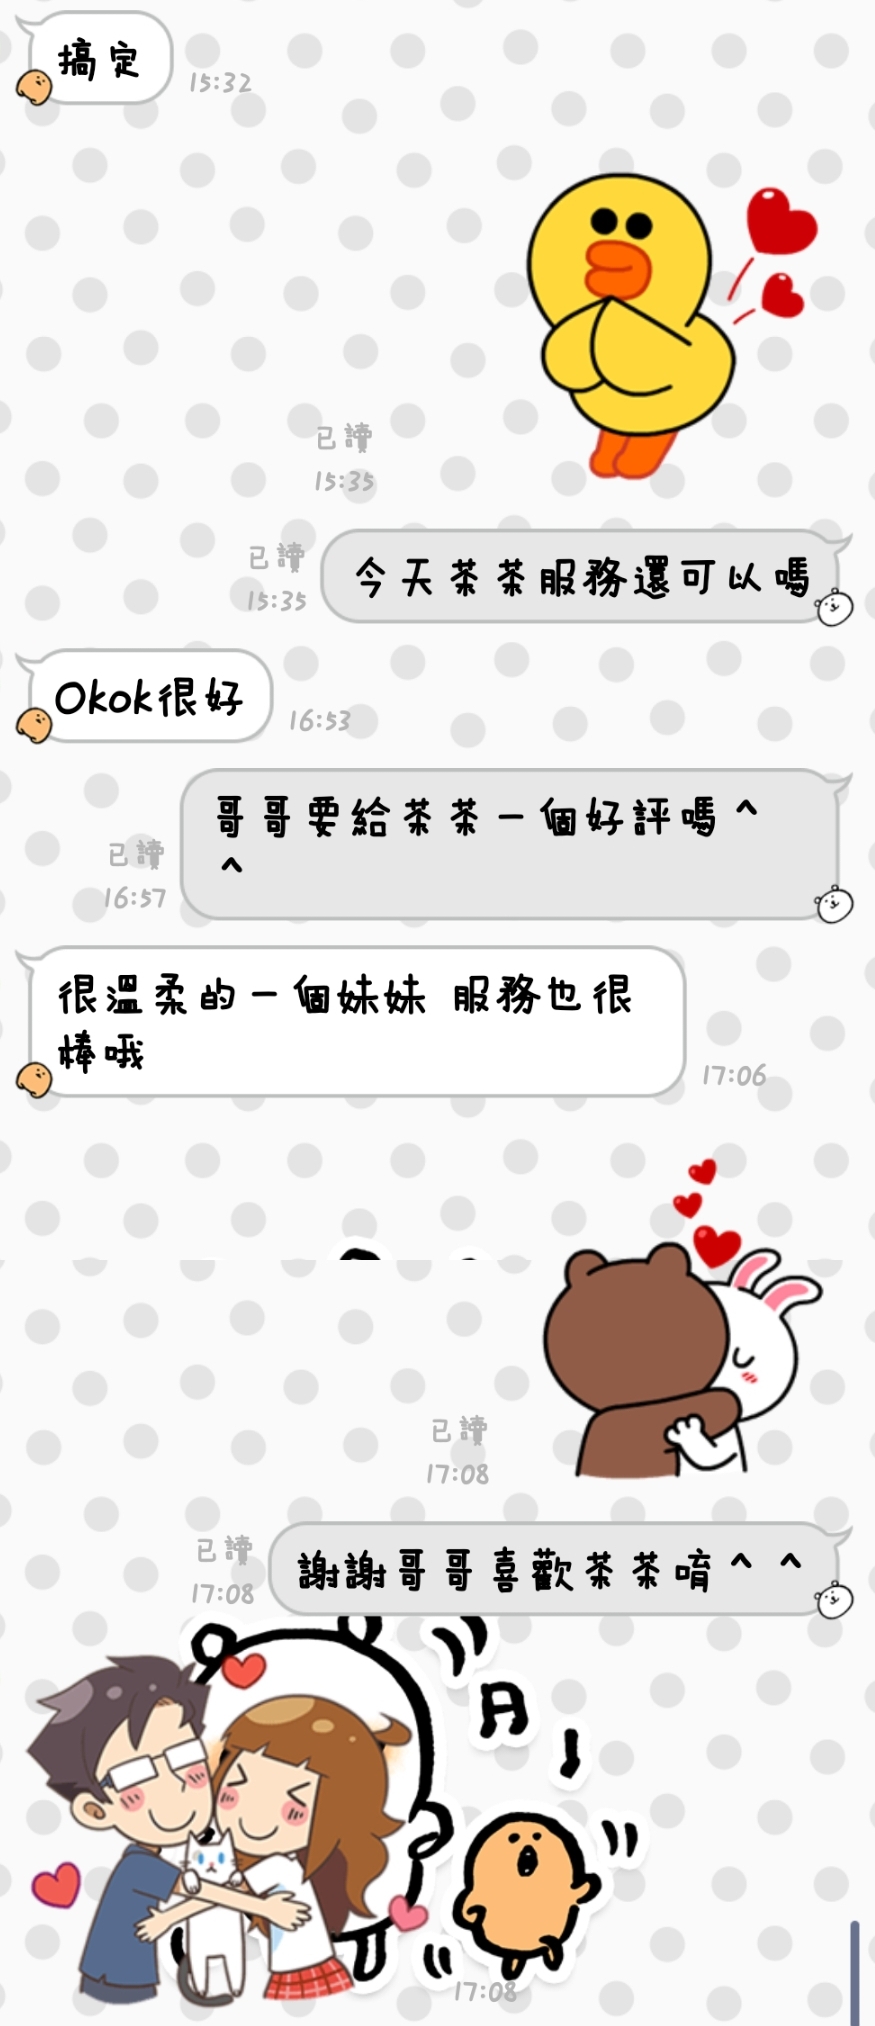 搞定
15:32
已讀
15:35
已讀
15:35
今天茶茶服務還可以嗎
Okok很好
16:53
哥哥要給茶茶一個好評嗎^
^
已讀
16:57
很溫柔的一個妹妹 服務也很
棒哦
17:06
已讀
17:08
已讀
17:08
謝謝哥哥喜歡茶茶唷^^
17:08